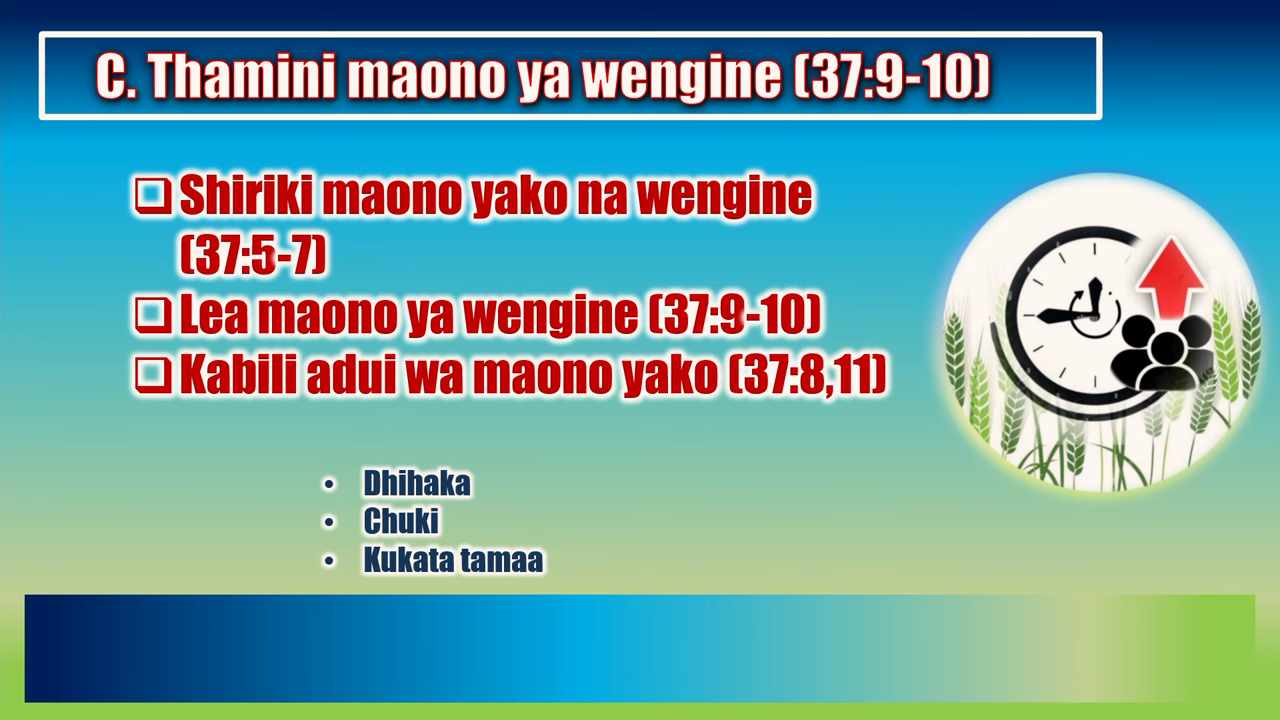 C. Thamini maono ya wengine (37:9-10)
❑ Shiriki maono yako na wengine
(37:5-7)
❑ Lea maono ya wengine (37:9-10)
❑ Kabili adui wa maono yako (37:8,11)
• Dhihaka
• Chuki
• Kukata tamaa